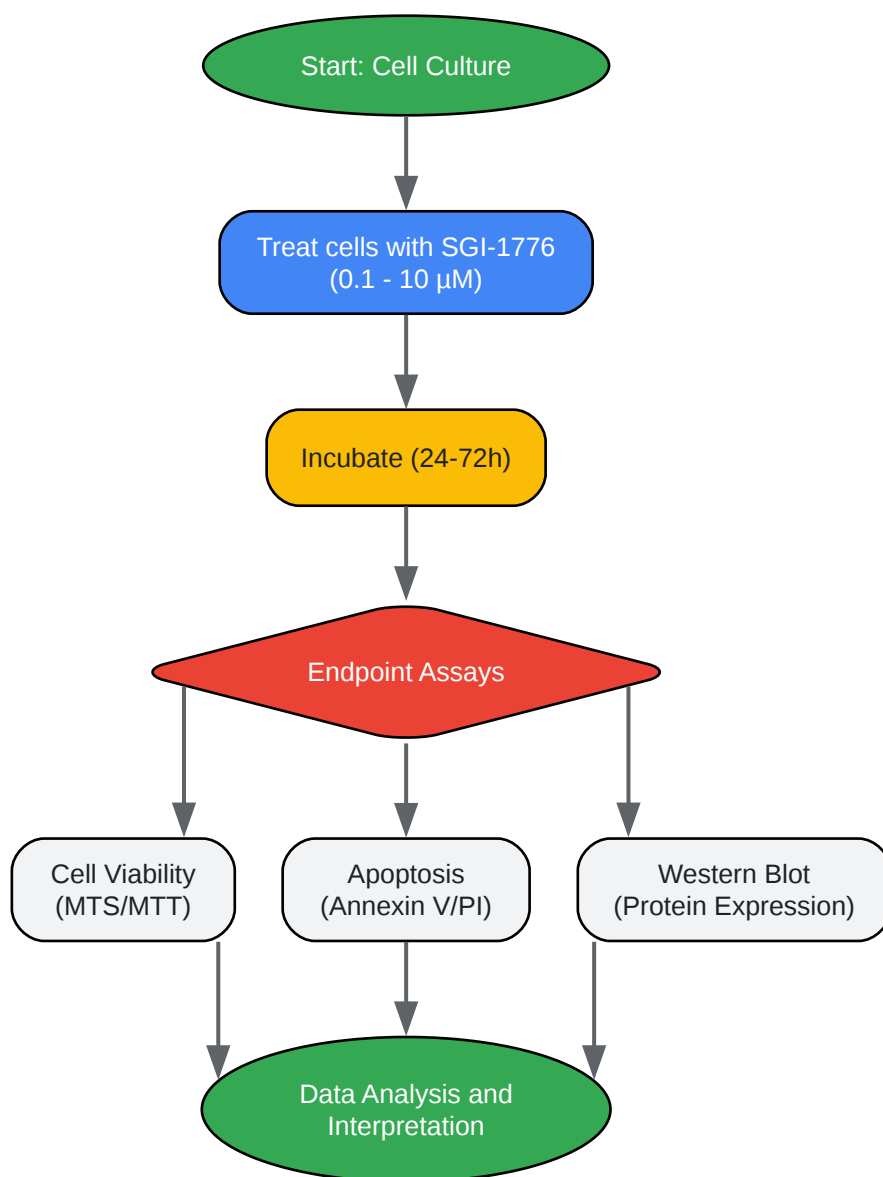 Start: Cell Culture
Treat cells with SGI-1776
(0.1 - 10 µM)
Incubate (24-72h)
Endpoint Assays
Cell Viability
(MTS/MTT)
Apoptosis
(Annexin V/PI)
Western Blot
(Protein Expression)
Data Analysis and
Interpretation